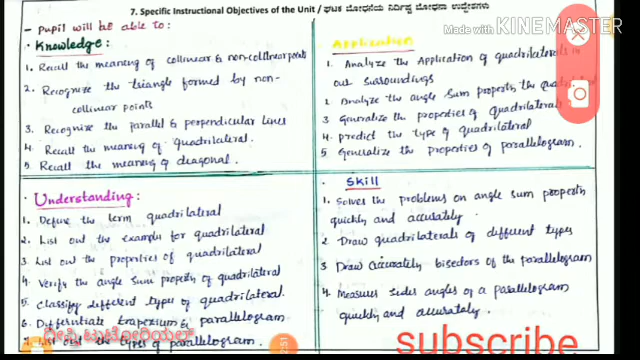 7. Specific Instructional Objectives of the Unit / ಘಟಕ ಬೋಧನೆಯ ನಿರ್ದಿಷ್ಟ ಬೋಧನಾ ಉದ್ದೇಶಗಳು
Made with KINEMASTER
- Pupil will be able to:
Knowledge:
1. Recall the meaning of collinear & non-collinear points
2. Recognize the triangle formed by non-
collinear points
3 Recognize the parallel & perpendicular lines
4. Recall the meaning of quadrilateral.
5. Recall the meaning of diagonal.
Application
1. Analyze the Application of quadrilaterals in
our surroundings
2 Analyze the angle sum property the
3 Generalize the properties of quadrilateral
4 Predict the type of quadrilateral
5 Generalize the properties of parallelogram.
Understanding:
1 Define the term quadrilateral
2. List out the example for quadrilateral
3 List out the properties of quadrilateral
4. Verify the angle sum property of quadrilateral
5 Classify different types of quadrilateral.
6. Differentiate trapezium & parallelogram
List out the types of parallelogram.
Skill
1. Solves the problems on angle sum property
quickly and accurately.
2 Draw quadrilaterals of different types
3 Draw accurately bisectors of the parallelogram
4 Measures sides angles of a parallelogram
quickly and accurately.
2:51
subscribe